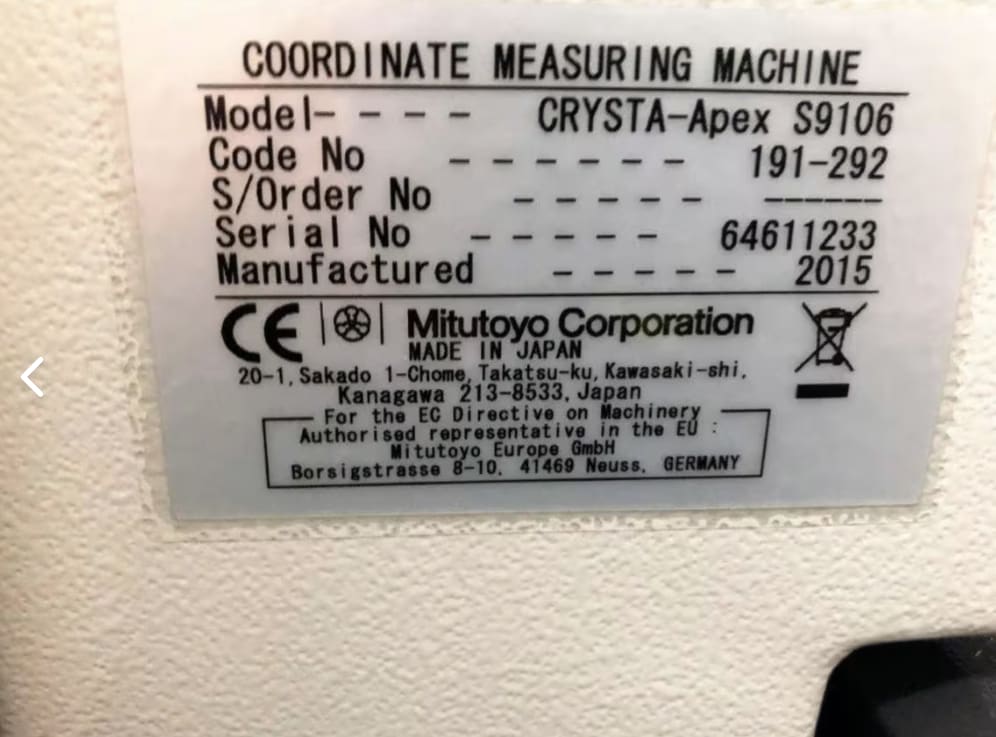 COORDINATE MEASURING MACHINE
Model- - - - - CRYSTA-Apex S9106
Code No - - - - - - 191-292
S/Order No - - - - - ------
Serial No - - - - - 64611233
Manufactured - - - - - 2015
CE Mitutoyo Corporation
MADE IN JAPAN
20-1, Sakado 1-Chome, Takatsu-ku, Kawasaki-shi,
Kanagawa 213-8533, Japan
For the EC Directive on Machinery
Authorised representative in the EU :
Mitutoyo Europe GmbH
Borsigstrasse 8-10, 41469 Neuss, GERMANY